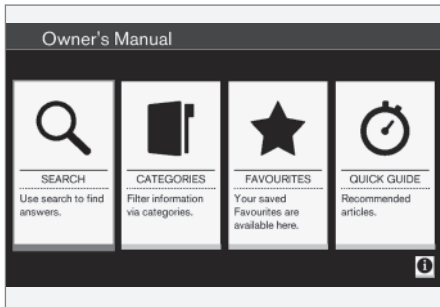 Owner's Manual
SEARCH
Use search to find
answers.
CATEGORIES
Filter information
via categories.
FAVOURITES
Your saved
Favourites are
available here.
QUICK GUIDE
Recommended
articles.